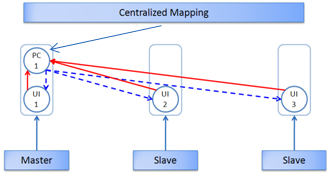 Centralized Mapping
PC
1
UI
1
UI
2
UI
3
Master
Slave
Slave